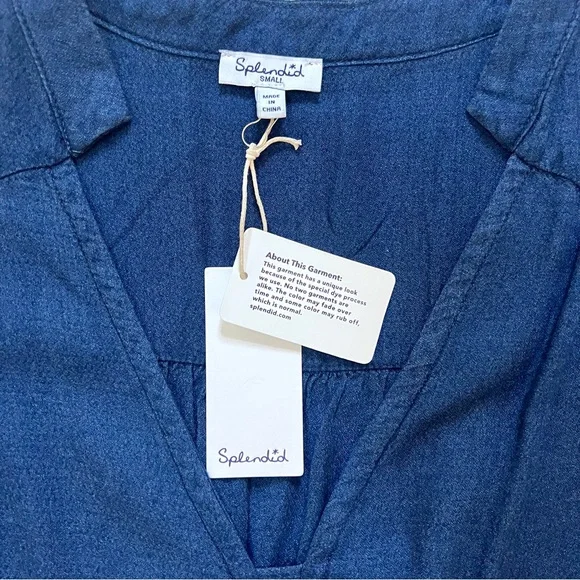 Splendid
SMALL
MADE
IN
CHINA
About This Garment:
This garment has a unique look
because of the special dye process
we use. No two garments are
alike. The color may fade over
time and some color may rub off,
which is normal.
splendid.com
Splendid